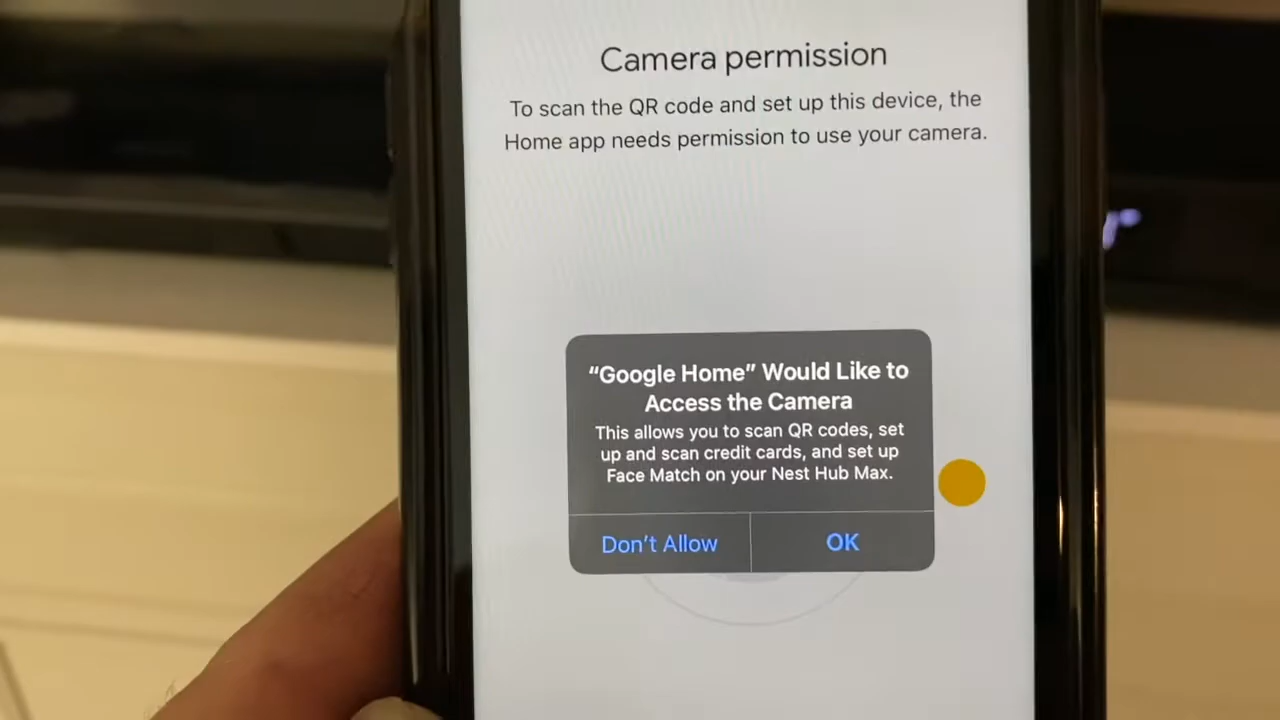 Camera permission
To scan the QR code and set up this device, the
Home app needs permission to use your camera.
“Google Home” Would Like to
Access the Camera
This allows you to scan QR codes, set
up and scan credit cards, and set up
Face Match on your Nest Hub Max.
Don’t Allow
OK